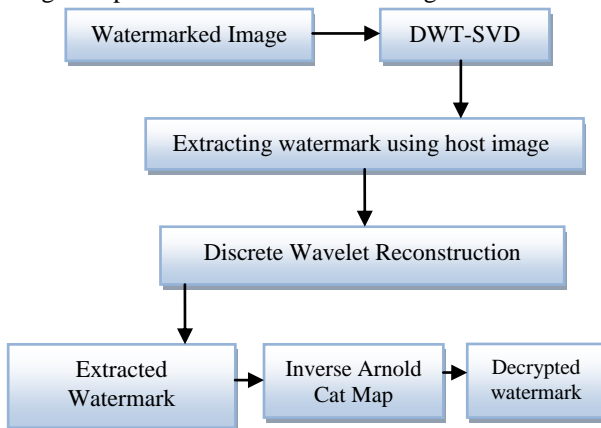 Watermarked Image
DWT-SVD
Extracting watermark using host image
Discrete Wavelet Reconstruction
Extracted
Watermark
Inverse Arnold
Cat Map
Decrypted
watermark